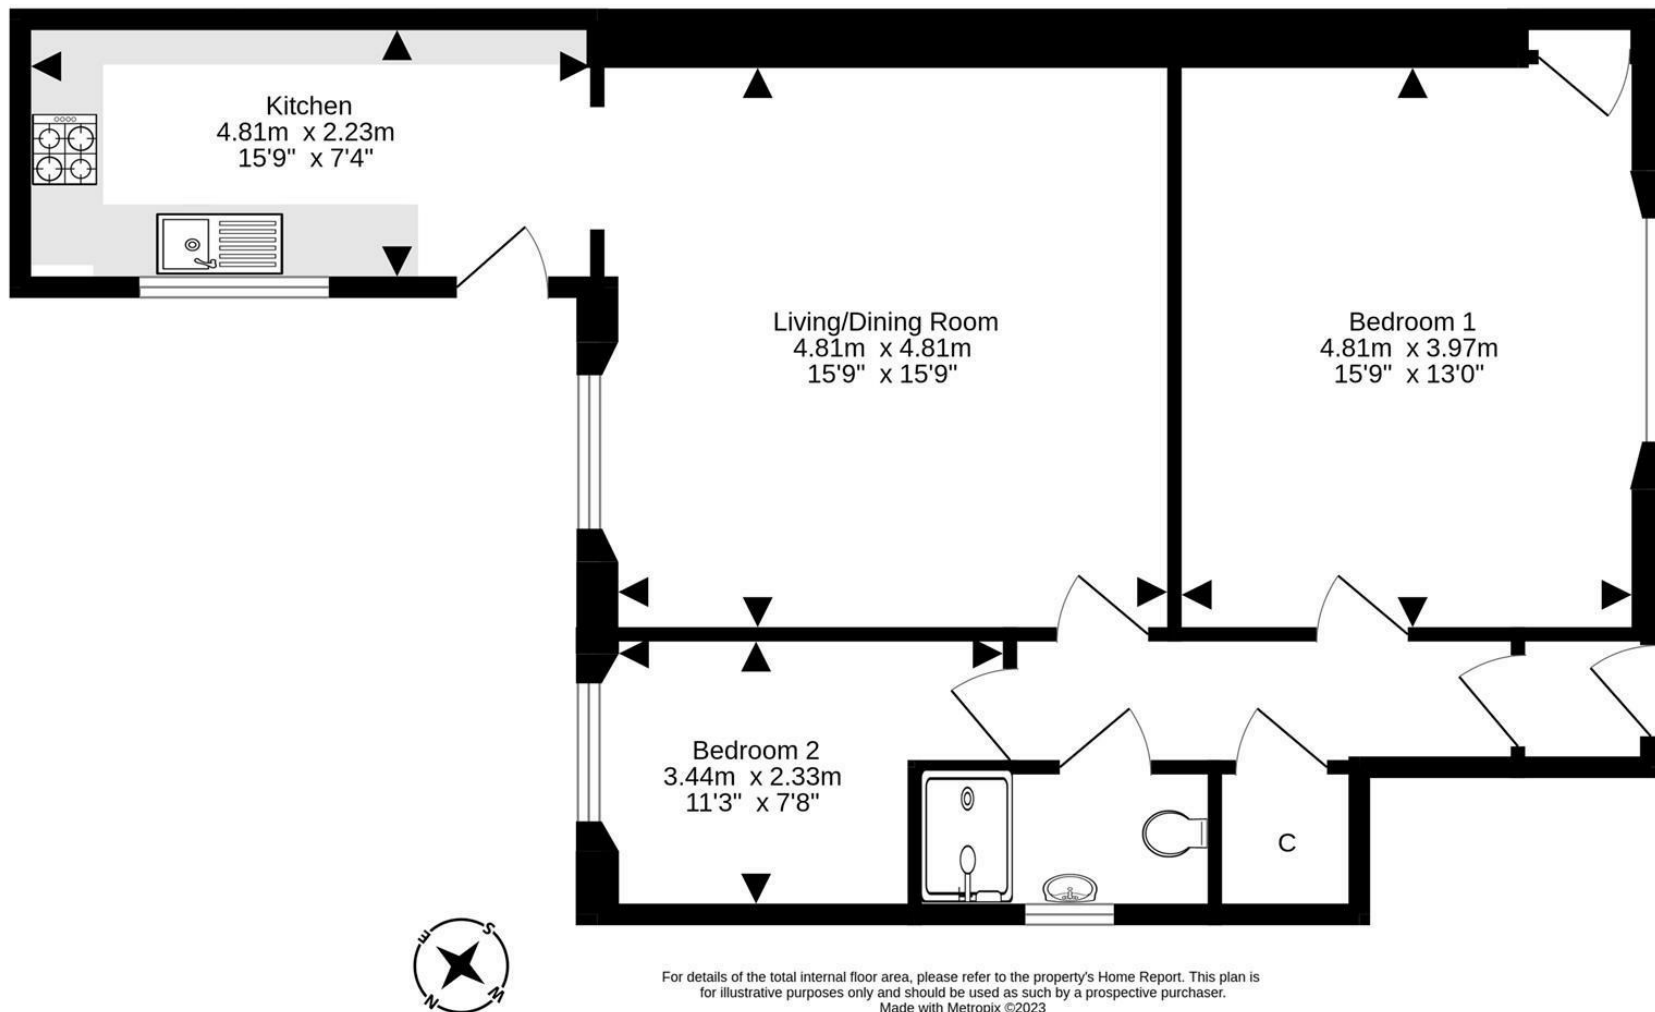 Kitchen
4.81m x 2.23m
15'9" x 7'4"
Living/Dining Room
4.81m x 4.81m
15'9" x 15'9"
Bedroom 1
4.81m x 3.97m
15'9" x 13'0"
Bedroom 2
3.44m x 2.33m
11'3" x 7'8"
C
E
S
N
W
For details of the total internal floor area, please refer to the property's Home Report. This plan is
for illustrative purposes only and should be used as such by a prospective purchaser.
Made with Metropix ©2023